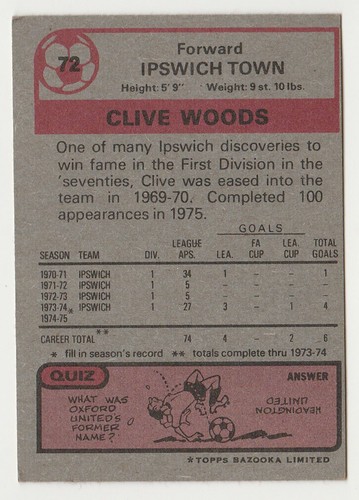 72
Forward
IPSWICH TOWN
Height: 5' 9" Weight: 9 st. 10 lbs.
CLIVE WOODS
One of many Ipswich discoveries to
win fame in the First Division in the
'seventies, Clive was eased into the
team in 1969-70. Completed 100
appearances in 1975.
GOALS
SEASON TEAM DIV. LEAGUE APS. LEA. FA CUP LEA. CUP TOTAL GOALS
1970-71 IPSWICH 1 34 1 – – 1
1971-72 IPSWICH 1 5 – – – –
1972-73 IPSWICH 1 5 – – – –
1973-74 IPSWICH 1 27 3 – 1 4
1974-75 *
CAREER TOTAL ** 74 4 – 2 6
* fill in season's record ** totals complete thru 1973-74
QUIZ
WHAT WAS
OXFORD
UNITED'S
FORMER
NAME?
ANSWER
HEADINGTON
UNITED
*TOPPS BAZOOKA LIMITED